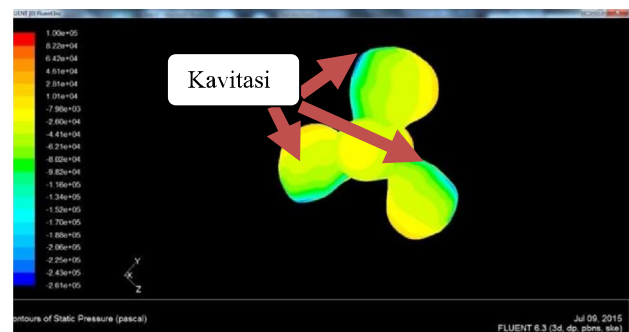 FLUENT [0] Fluent Inc
Kavitasi
1.00e+05
8.22e+04
6.42e+04
4.61e+04
2.81e+04
1.01e+04
-7.98e+03
-2.60e+04
-4.41e+04
-6.21e+04
-8.02e+04
-9.82e+04
-1.16e+05
-1.34e+05
-1.52e+05
-1.70e+05
-1.88e+05
-2.06e+05
-2.25e+05
-2.43e+05
-2.61e+05
Y
X
Z
ontours of Static Pressure (pascal)
Jul 09, 2015
FLUENT 6.3 (3d, dp, pbns, ske)